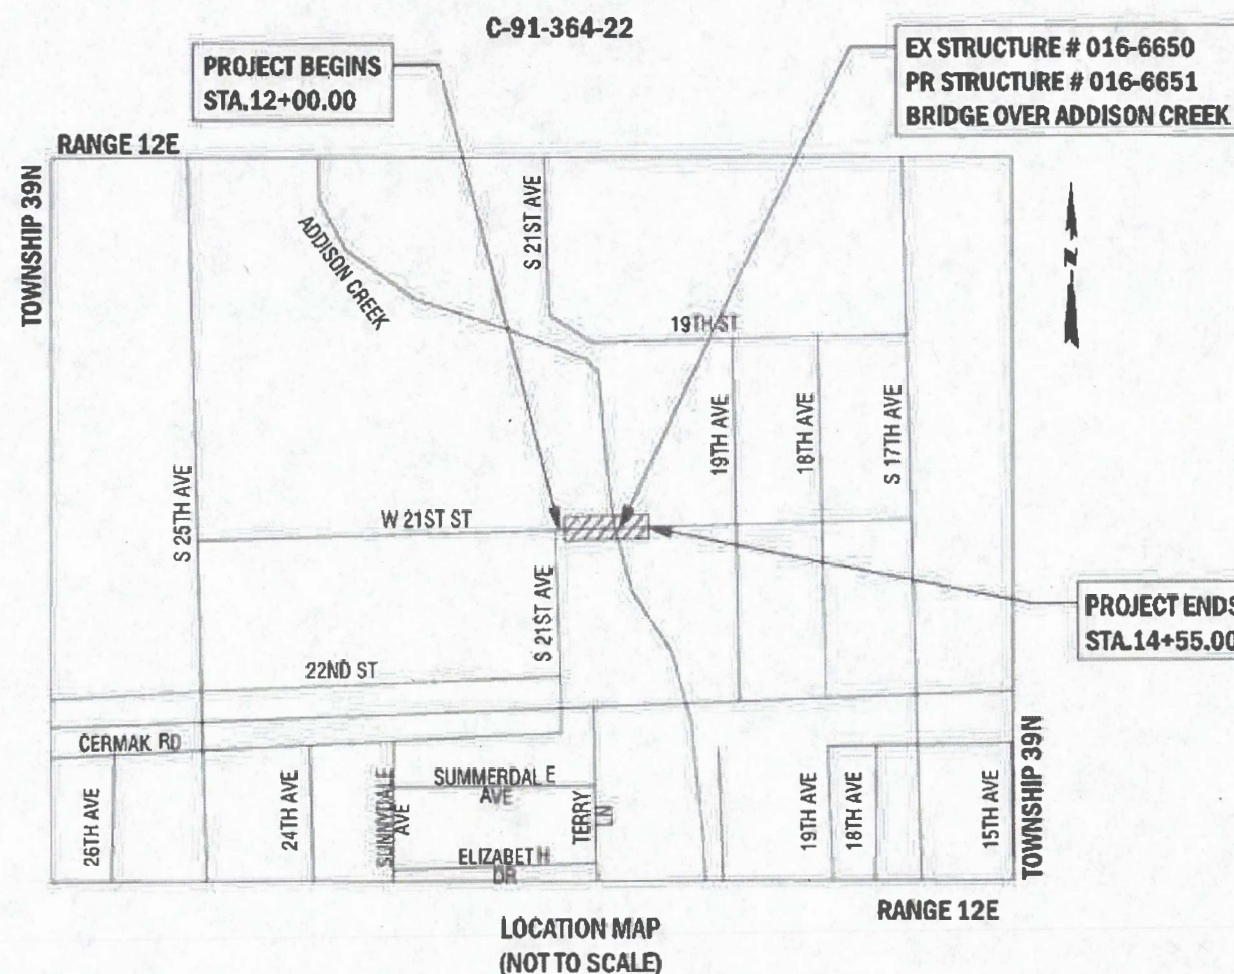 C-91-364-22
PROJECT BEGINS
STA.12+00.00
EX STRUCTURE # 016-6650
PR STRUCTURE # 016-6651
BRIDGE OVER ADDISON CREEK
RANGE 12E
TOWNSHIP 39N
ADDISON CREEK
S 21ST AVE
19TH ST
N
S 25TH AVE
W 21ST ST
19TH AVE
18TH AVE
S 17TH AVE
S 21ST AVE
PROJECT ENDS
STA.14+55.00
22ND ST
CERMAK RD
26TH AVE
24TH AVE
SUNNYDALE
AVE
SUMMERDALE
AVE
TERRY
LN
ELIZABETH
DR
19TH AVE
18TH AVE
15TH AVE
TOWNSHIP 39N
RANGE 12E
LOCATION MAP
(NOT TO SCALE)